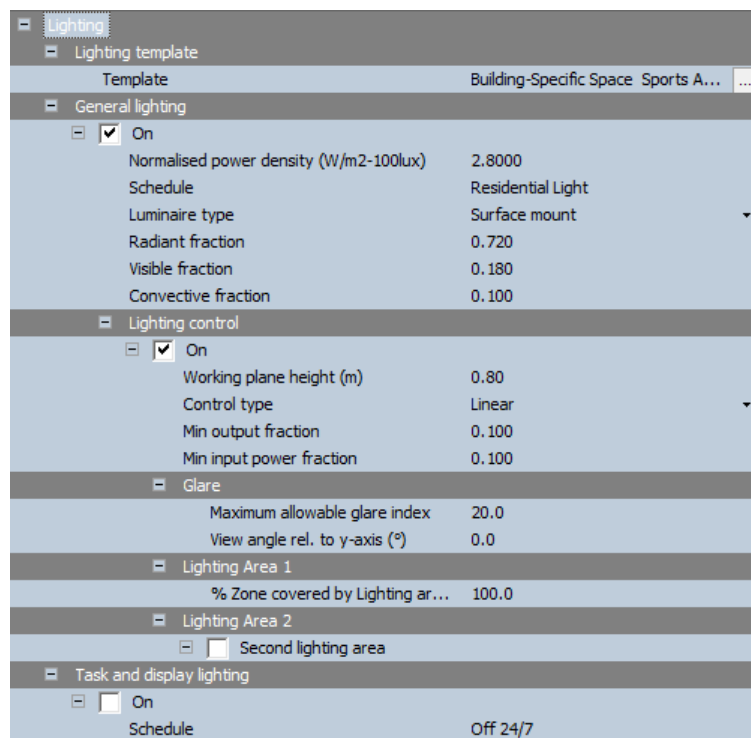 Lighting
Lighting template
Template Building-Specific Space Sports A... ...
General lighting
On
Normalised power density (W/m2-100lux) 2.8000
Schedule Residential Light
Luminaire type Surface mount
Radiant fraction 0.720
Visible fraction 0.180
Convective fraction 0.100
Lighting control
On
Working plane height (m) 0.80
Control type Linear
Min output fraction 0.100
Min input power fraction 0.100
Glare
Maximum allowable glare index 20.0
View angle rel. to y-axis (°) 0.0
Lighting Area 1
% Zone covered by Lighting ar... 100.0
Lighting Area 2
Second lighting area
Task and display lighting
On
Schedule Off 24/7